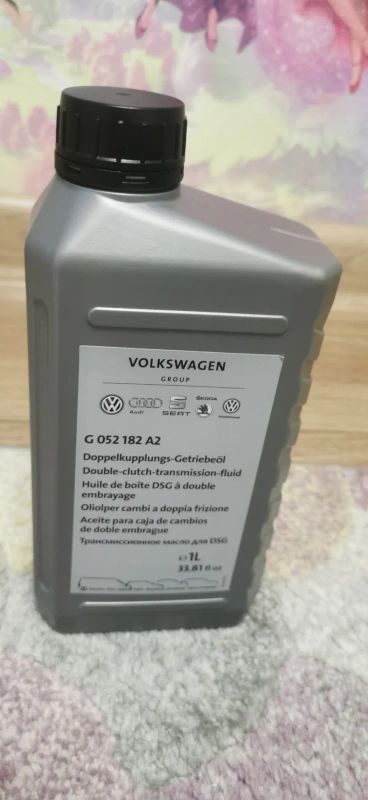 VOLKSWAGEN
GROUP
Audi SEAT ŠKODA
G 052 182 A2
Doppelkupplungs-Getriebeöl
Double-clutch-transmission-fluid
Huile de boîte DSG à double
embrayage
Oliolper cambi a doppia frizione
Aceite para caja de cambios
de doble embrague
Трансмиссионное масло для DSG
℮ 1L
33.81 fl oz